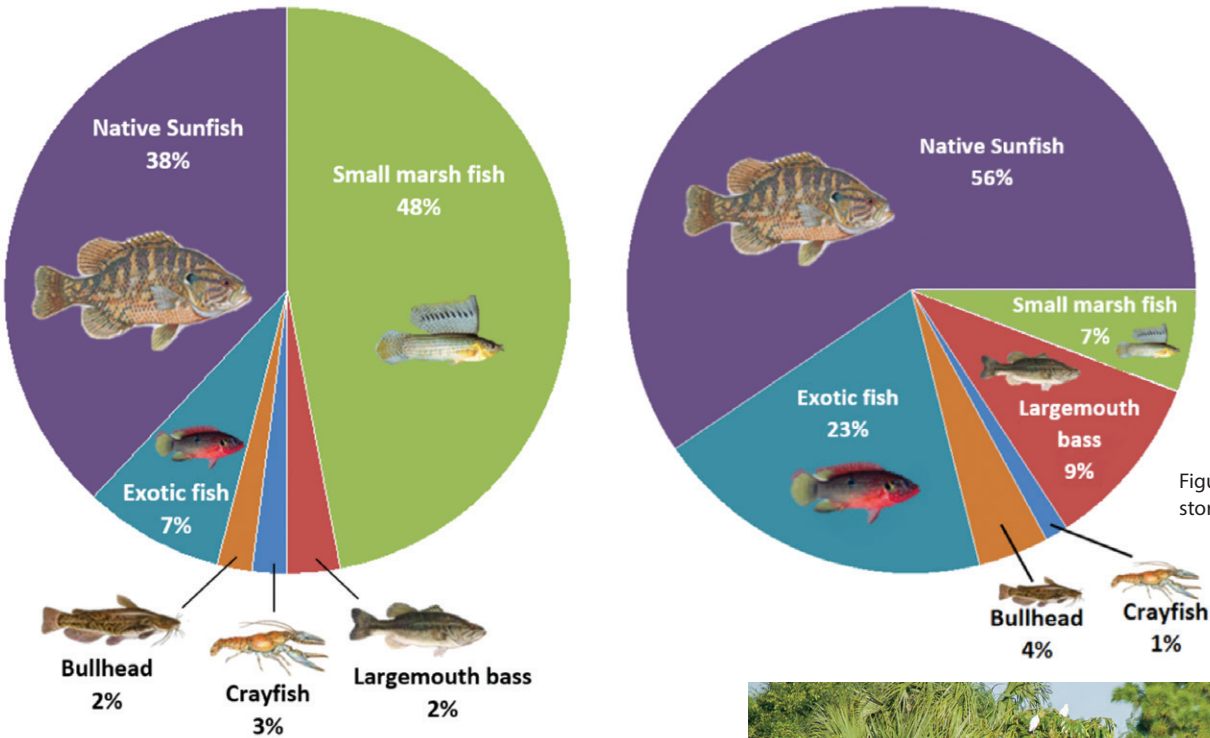 Native Sunfish
38%
Small marsh fish
48%
Exotic fish
7%
Bullhead
2%
Crayfish
3%
Largemouth bass
2%
Native Sunfish
56%
Small marsh fish
7%
Largemouth
bass
9%
Exotic fish
23%
Bullhead
4%
Crayfish
1%